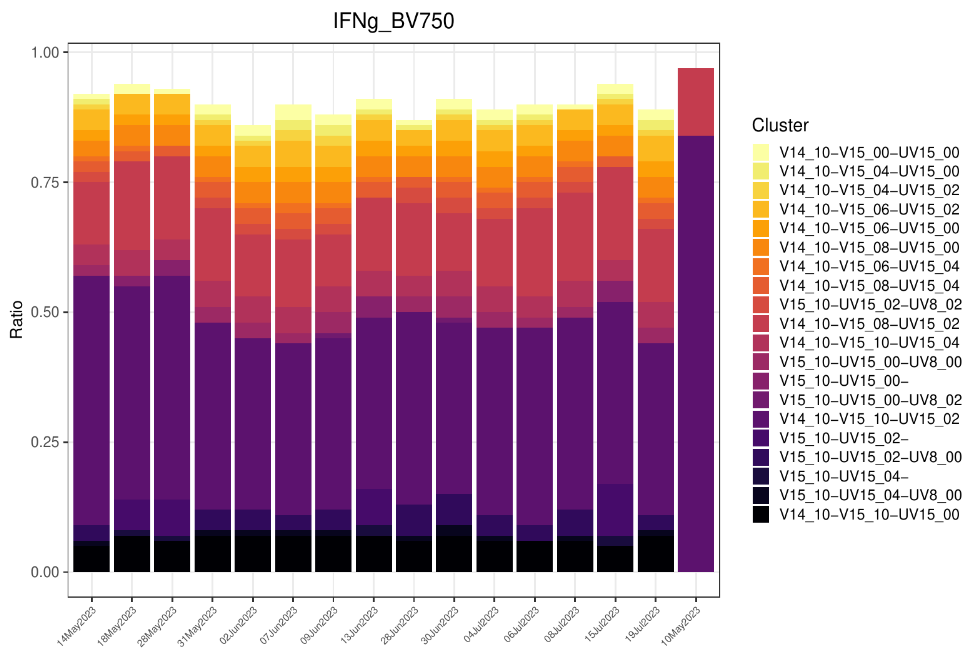 IFNg_BV750
1.00
0.75
0.50
0.25
0.00
Ratio
14May2023
18May2023
28May2023
31May2023
02Jun2023
07Jun2023
09Jun2023
13Jun2023
28Jun2023
30Jun2023
04Jul2023
06Jul2023
08Jul2023
15Jul2023
19Jul2023
10May2023
Cluster
V14_10−V15_00−UV15_00
V14_10−V15_04−UV15_00
V14_10−V15_04−UV15_02
V14_10−V15_06−UV15_02
V14_10−V15_06−UV15_00
V14_10−V15_08−UV15_00
V14_10−V15_06−UV15_04
V14_10−V15_08−UV15_04
V15_10−UV15_02−UV8_02
V14_10−V15_08−UV15_02
V14_10−V15_10−UV15_04
V15_10−UV15_00−UV8_00
V15_10−UV15_00−
V15_10−UV15_00−UV8_02
V14_10−V15_10−UV15_02
V15_10−UV15_02−
V15_10−UV15_02−UV8_00
V15_10−UV15_04−
V15_10−UV15_04−UV8_00
V14_10−V15_10−UV15_00